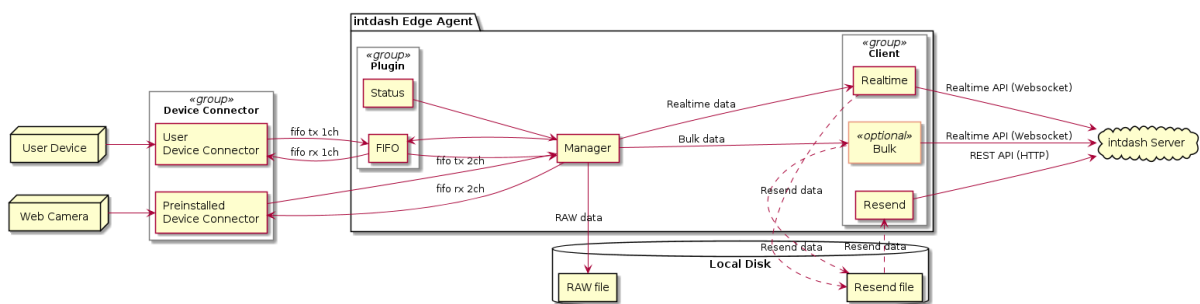 intdash Edge Agent
«group»
Client
«group»
Plugin
Realtime
Status
Realtime API (Websocket)
«group»
Device Connector
Realtime data
User
Device Connector
fifo tx 1ch
fifo rx 1ch
FIFO
fifo tx 2ch
Manager
Bulk data
«optional»
Bulk
Realtime API (Websocket)
REST API (HTTP)
intdash Server
User Device
Web Camera
Preinstalled
Device Connector
fifo rx 2ch
Resend data
Resend
RAW data
Resend data
Resend data
Local Disk
RAW file
Resend file